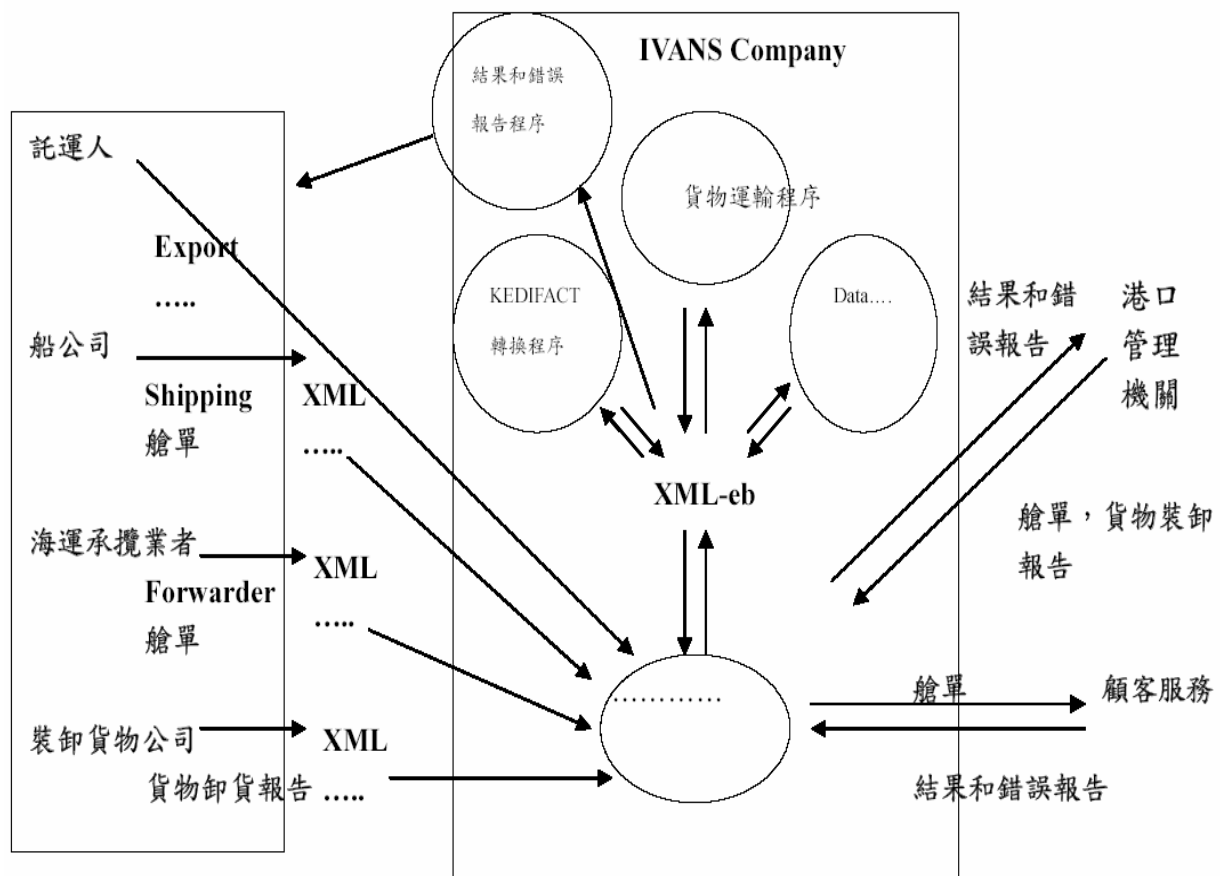 IVANS Company
結果和錯誤
報告程序
貨物運輸程序
KEDIFACT
轉換程序
Data....
XML-eb
…………
託運人
Export
…..
船公司
Shipping
艙單
XML
…..
海運承攬業者
Forwarder
艙單
XML
…..
裝卸貨物公司
貨物卸貨報告
XML
…..
結果和錯
誤報告
港口
管理
機關
艙單，貨物裝卸
報告
艙單
顧客服務
結果和錯誤報告